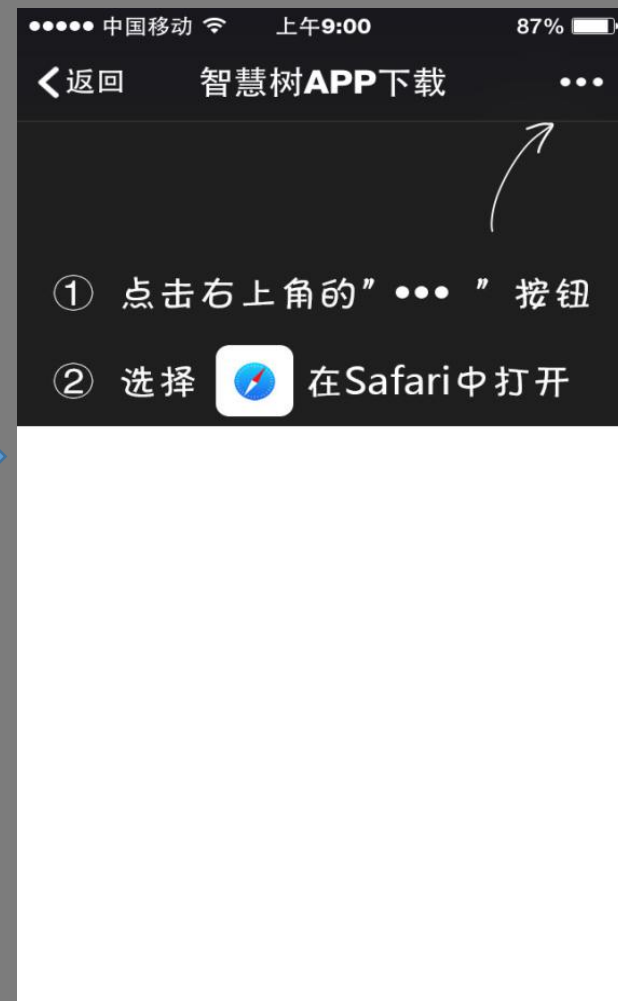 ●●●●● 中国移动 上午9:00 87%
返回 智慧树APP下载 •••
① 点击右上角的” ••• ” 按钮
② 选择 在Safari中打开